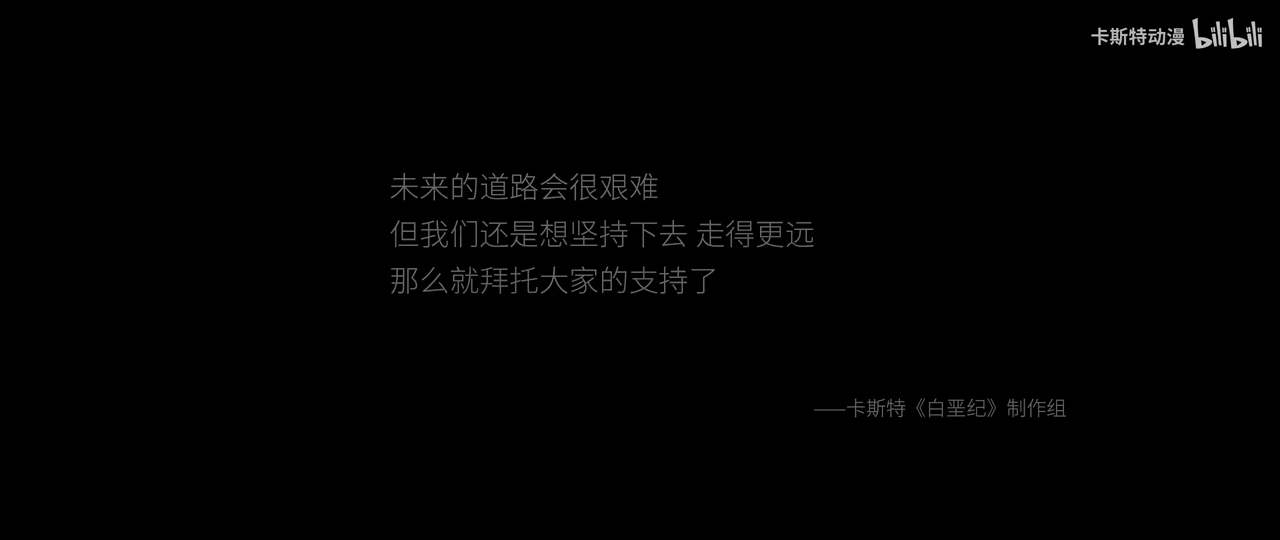 卡斯特动漫 bilibili
未来的道路会很艰难
但我们还是想坚持下去 走得更远
那么就拜托大家的支持了
——卡斯特《白垩纪》制作组